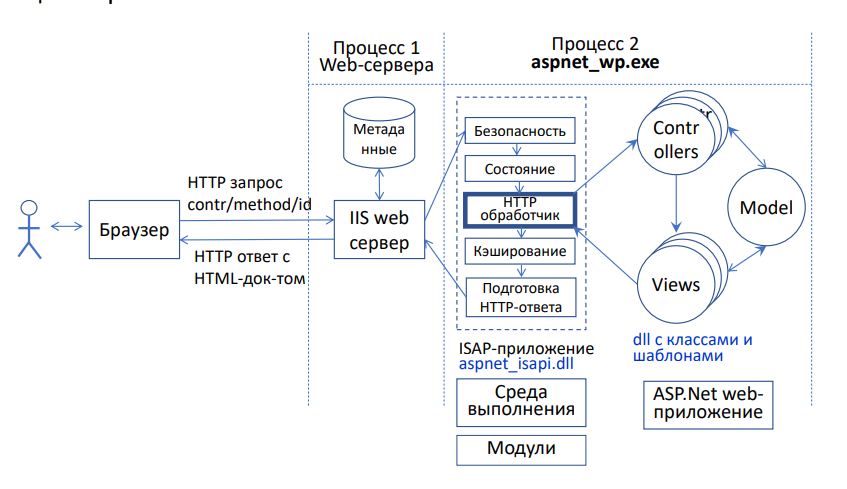 Процесс 1
Web-сервера
Процесс 2
aspnet_wp.exe
Метада
нные
Безопасность
Состояние
HTTP
обработчик
Кэширование
Подготовка
HTTP-ответа
HTTP запрос
contr/method/id
Браузер
IIS web
сервер
HTTP ответ с
HTML-док-том
tr
Contr
ollers
Model
Views
ISAP-приложение
aspnet_isapi.dll
dll с классами и
шаблонами
Среда
выполнения
ASP.Net web-
приложение
Модули